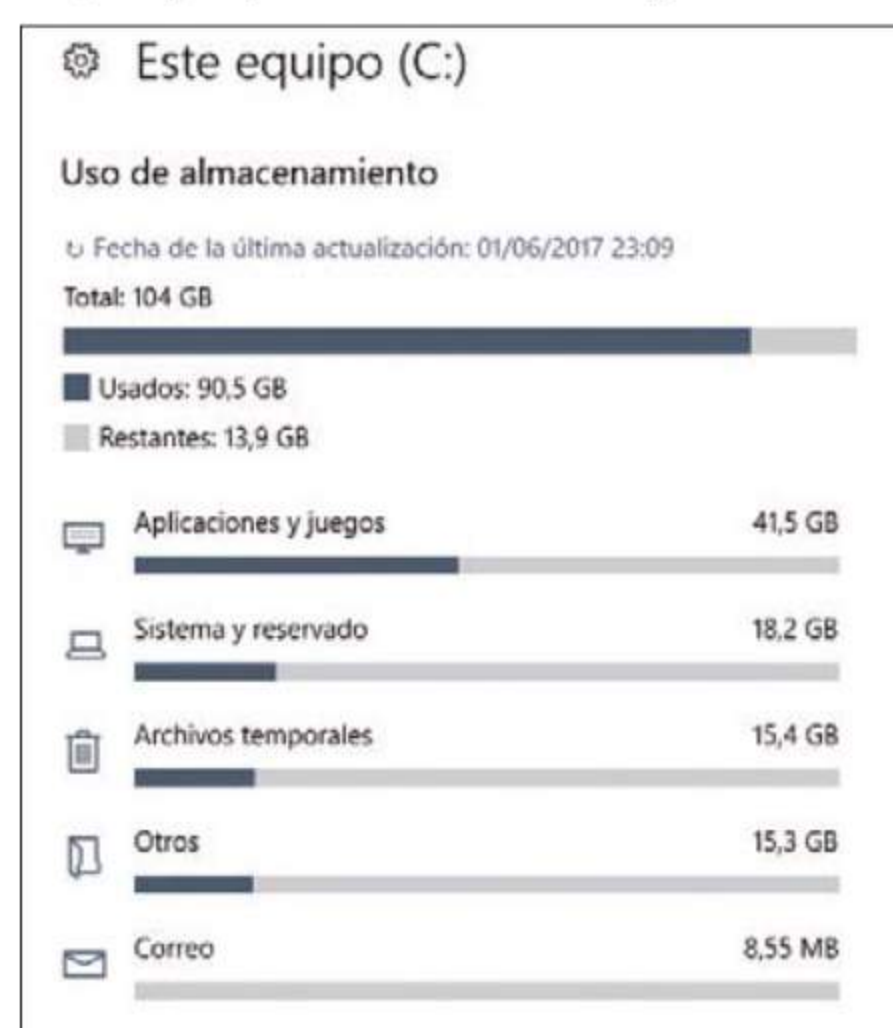 Este equipo (C:)
Uso de almacenamiento
Fecha de la última actualización: 01/06/2017 23:09
Total: 104 GB
Usados: 90,5 GB
Restantes: 13,9 GB
Aplicaciones y juegos 41,5 GB
Sistema y reservado 18,2 GB
Archivos temporales 15,4 GB
Otros 15,3 GB
Correo 8,55 MB